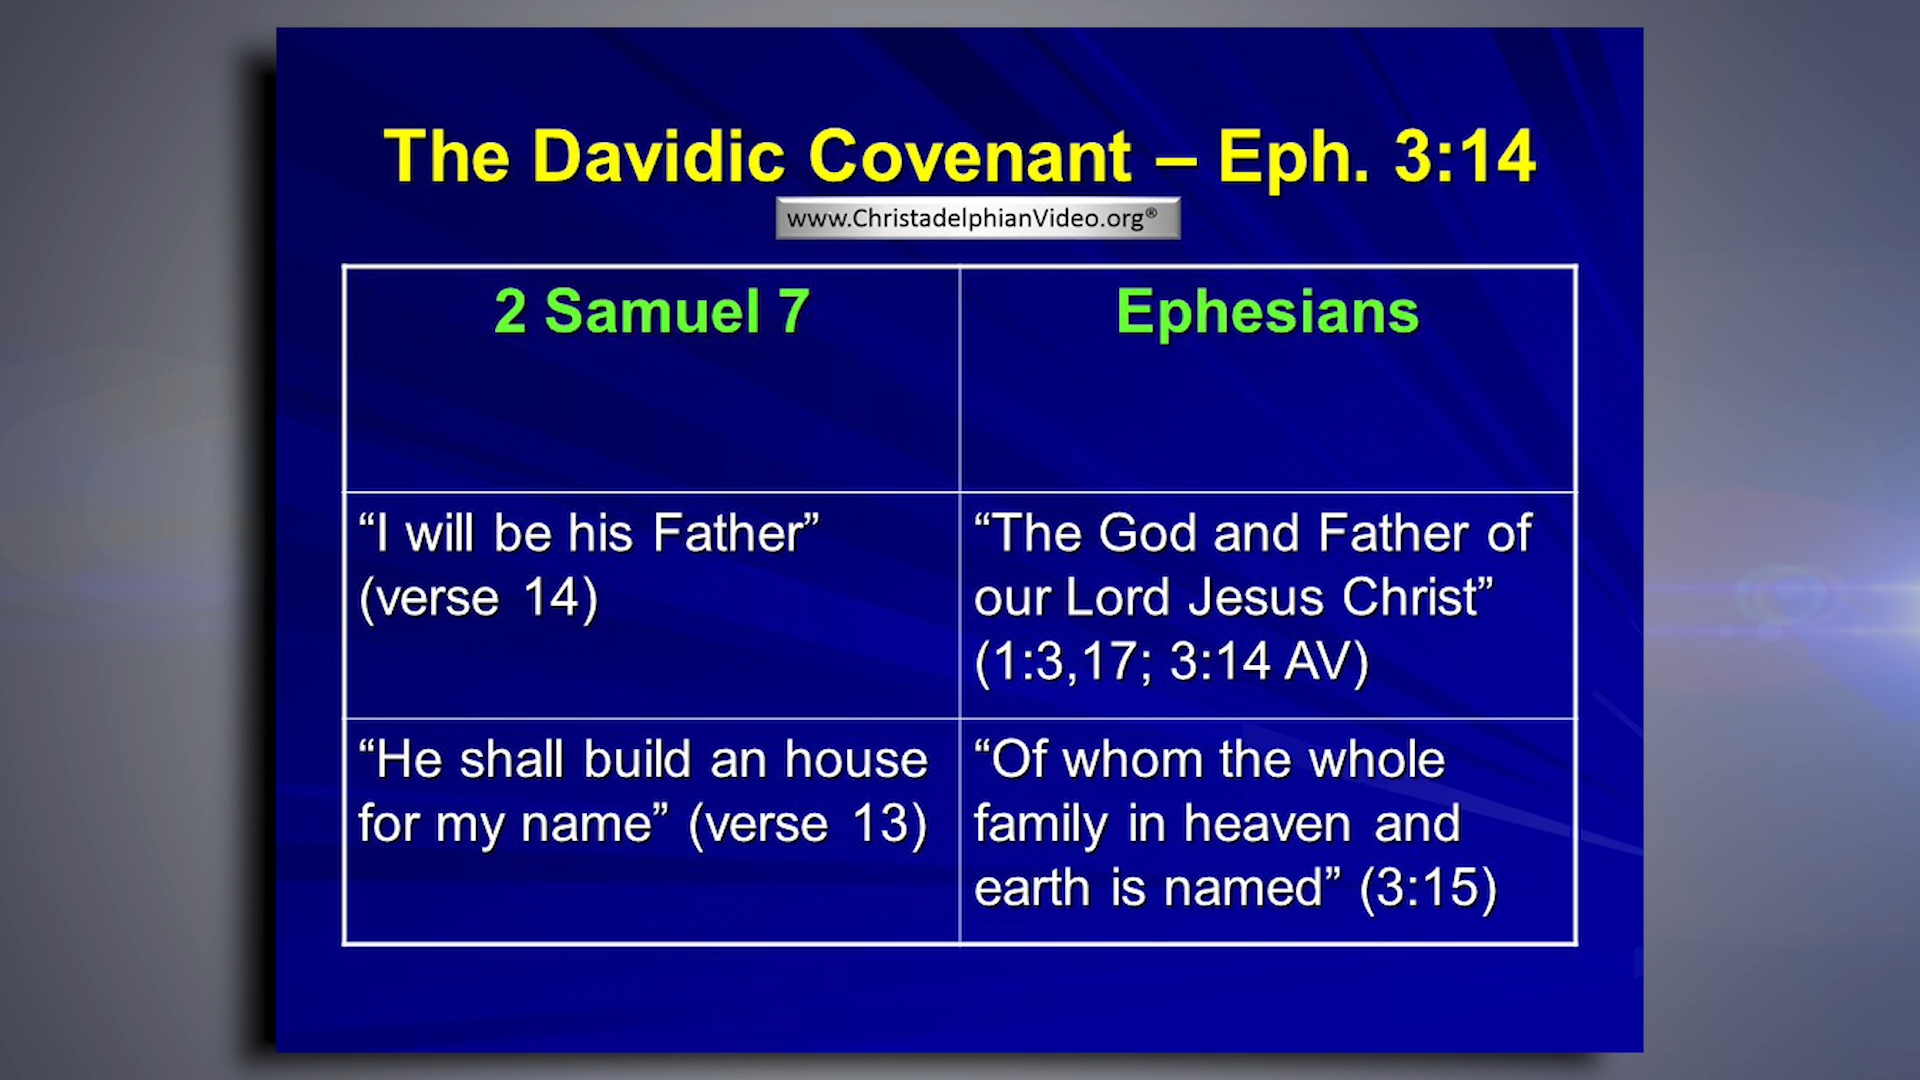 The Davidic Covenant – Eph. 3:14
www.ChristadelphianVideo.org®
2 Samuel 7
Ephesians
“I will be his Father”
(verse 14)
“The God and Father of
our Lord Jesus Christ”
(1:3,17; 3:14 AV)
“He shall build an house
for my name” (verse 13)
“Of whom the whole
family in heaven and
earth is named” (3:15)